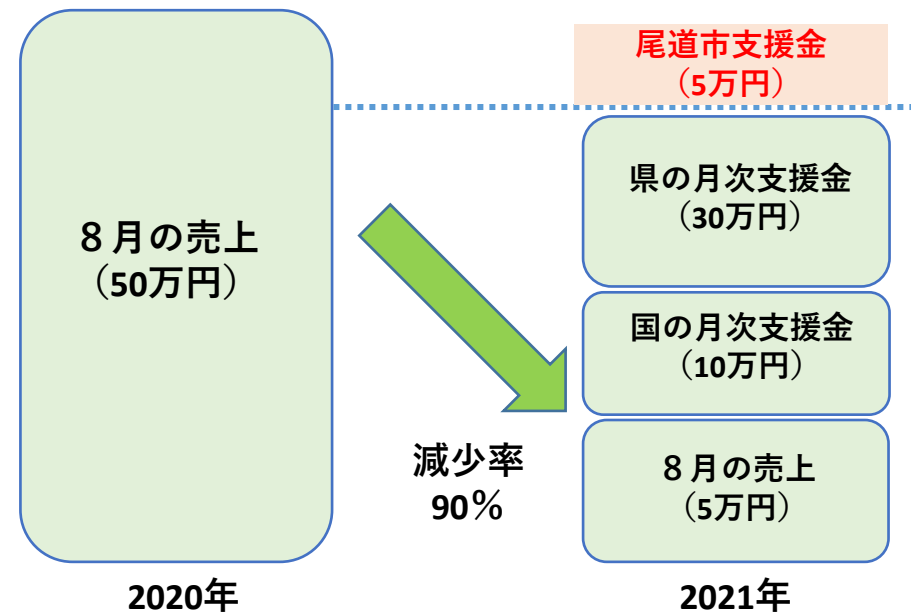 ８月の売上
（50万円）
2020年
減少率
90％
尾道市支援金
（5万円）
県の月次支援金
（30万円）
国の月次支援金
（10万円）
８月の売上
（5万円）
2021年